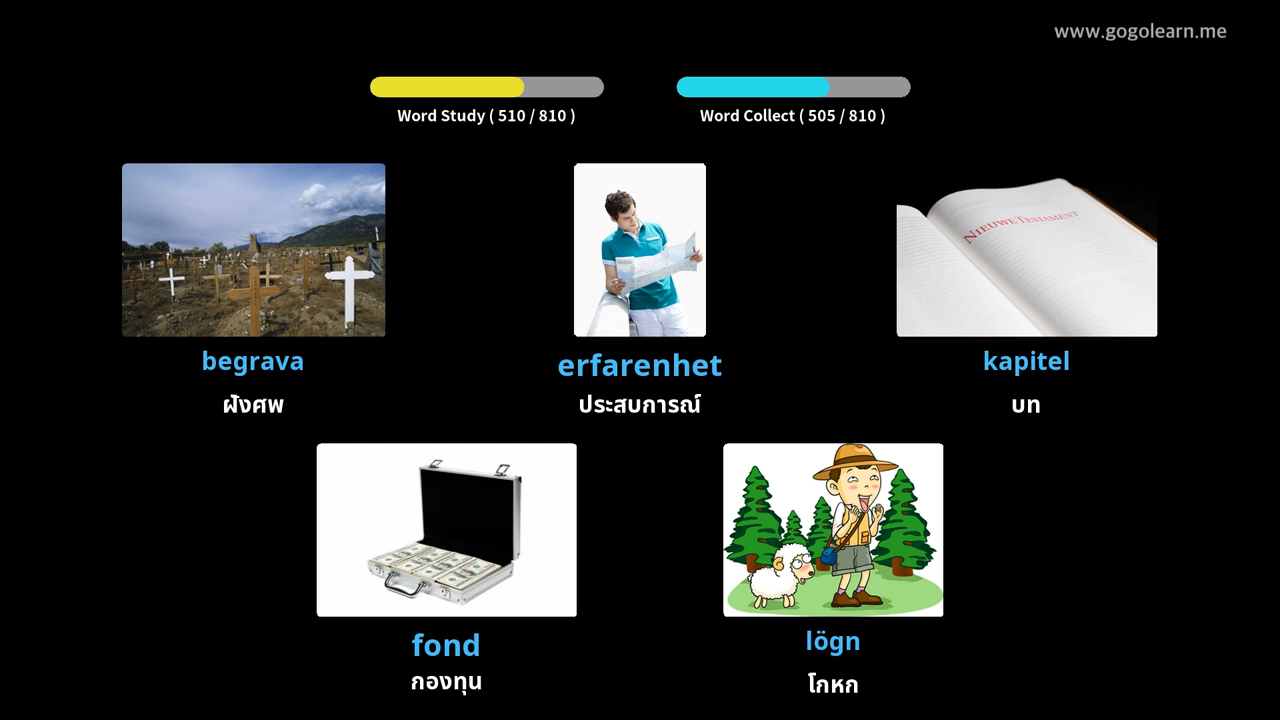 www.gogolearn.me
Word Study ( 510 / 810 )
Word Collect ( 505 / 810 )
NIEUWE TESTAMENT
begrava
erfarenhet
kapitel
ฝังศพ
ประสบการณ์
บท
fond
lögn
กองทุน
โกหก